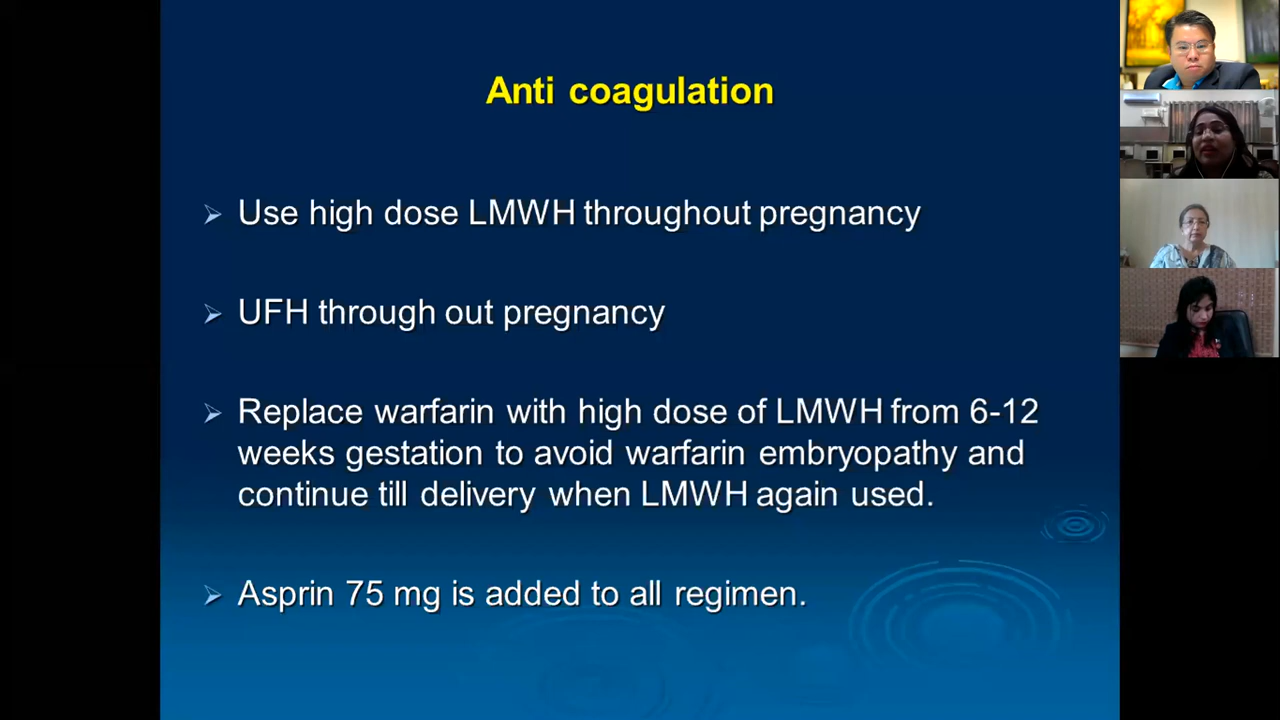 Anti coagulation
Use high dose LMWH throughout pregnancy
UFH through out pregnancy
Replace warfarin with high dose of LMWH from 6-12
weeks gestation to avoid warfarin embryopathy and
continue till delivery when LMWH again used.
Asprin 75 mg is added to all regimen.